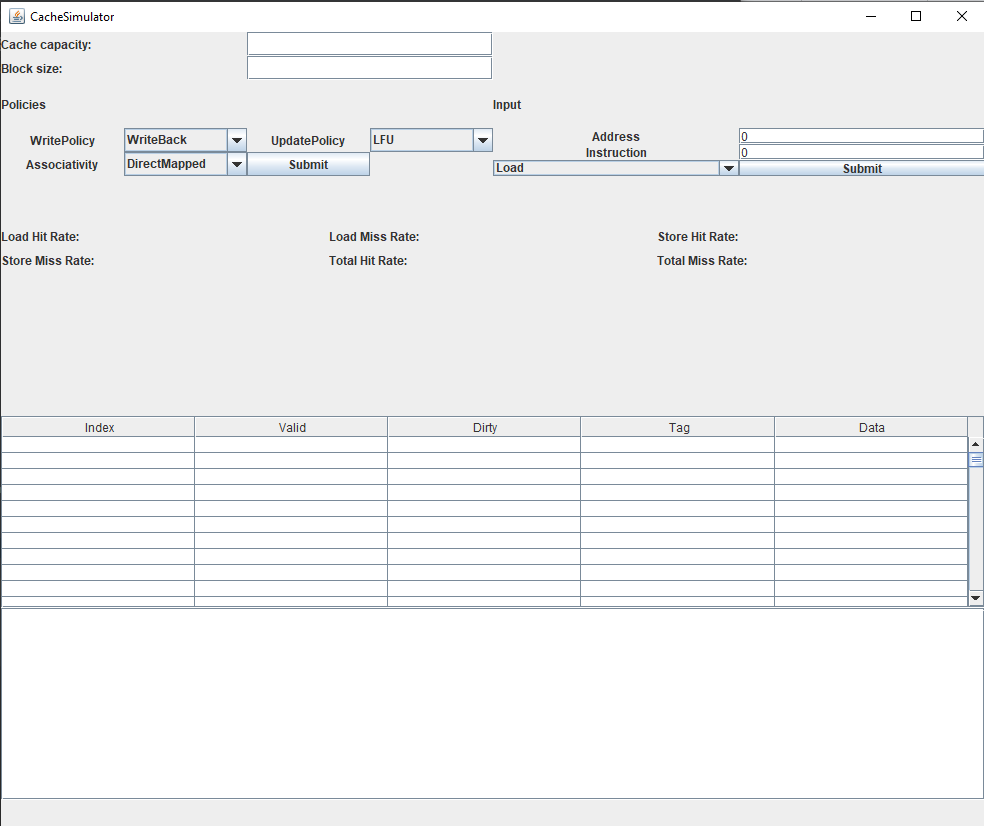 CacheSimulator
Cache capacity:
Block size:
Policies Input
WritePolicy WriteBack UpdatePolicy LFU Address 0
Instruction 0
Associativity DirectMapped Submit Load Submit
Load Hit Rate: Load Miss Rate: Store Hit Rate:
Store Miss Rate: Total Hit Rate: Total Miss Rate:
Index Valid Dirty Tag Data